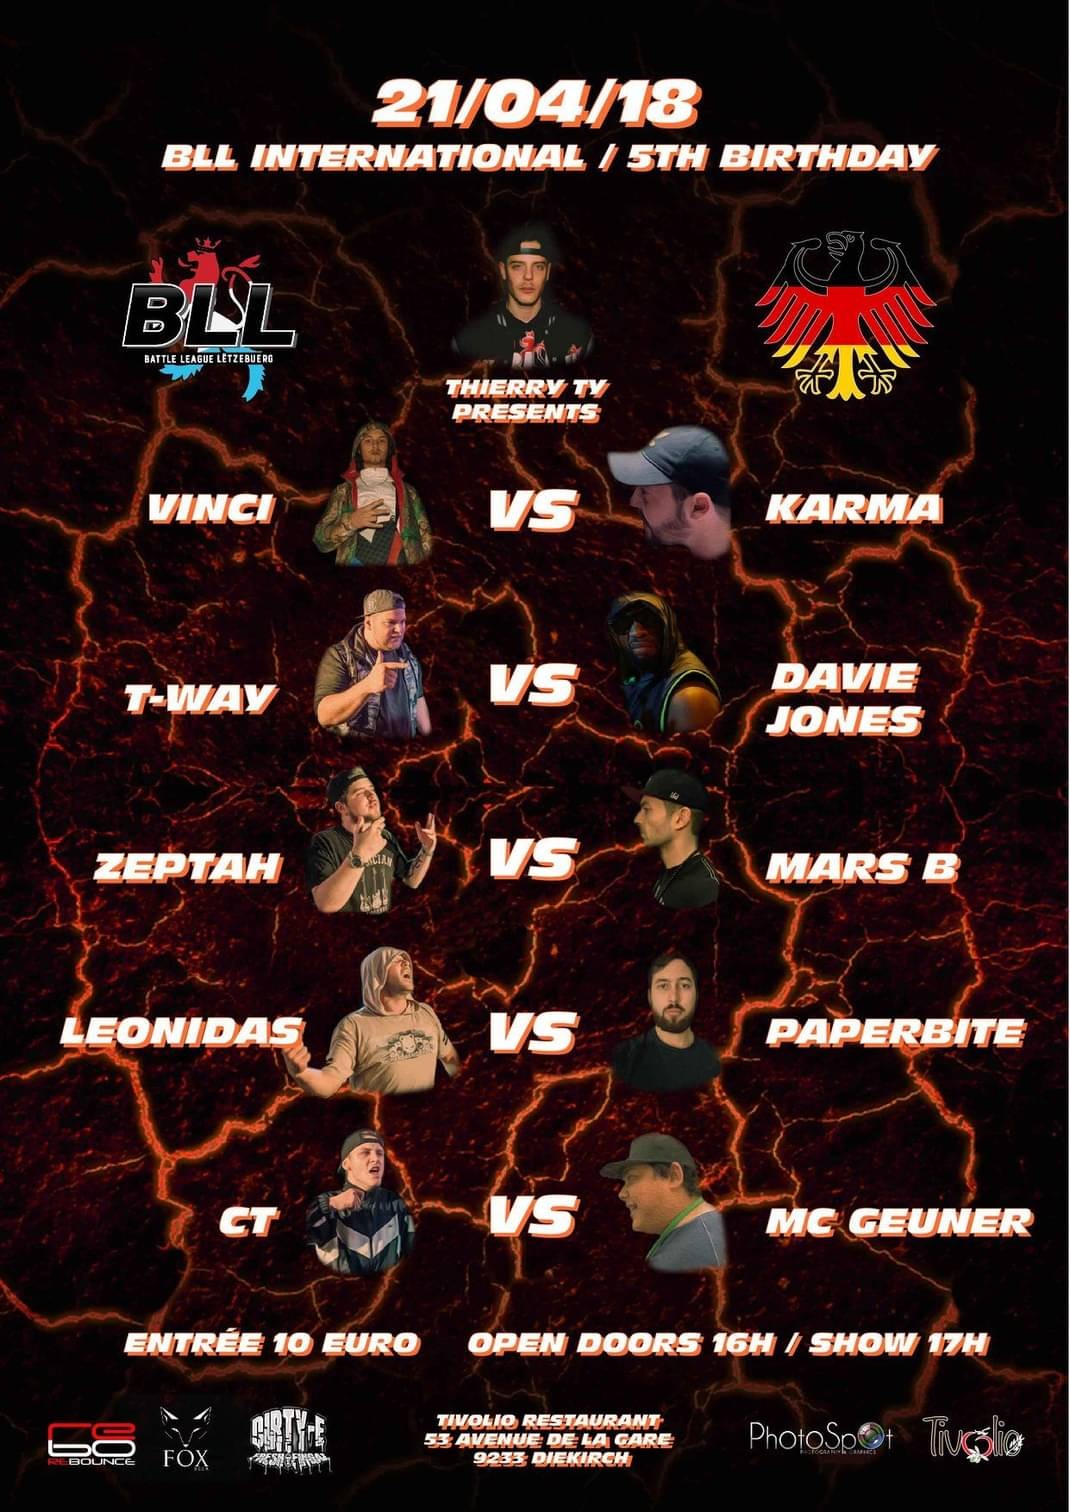 21/04/18
BLL INTERNATIONAL / 5TH BIRTHDAY
BLL
BATTLE LEAGUE LËTZEBUERG
THIERRY TY
PRESENTS
VINCI VS KARMA
T-WAY VS DAVIE
JONES
ZEPTAH VS MARS B
LEONIDAS VS PAPERBITE
CT VS MC GEUNER
ENTRÉE 10 EURO OPEN DOORS 16H / SHOW 17H
REBOUNCE
FOX
DIRTY-E
TIVOLIO RESTAURANT
53 AVENUE DE LA GARE
9233 DIEKIRCH
PhotoSpot
Tivolio